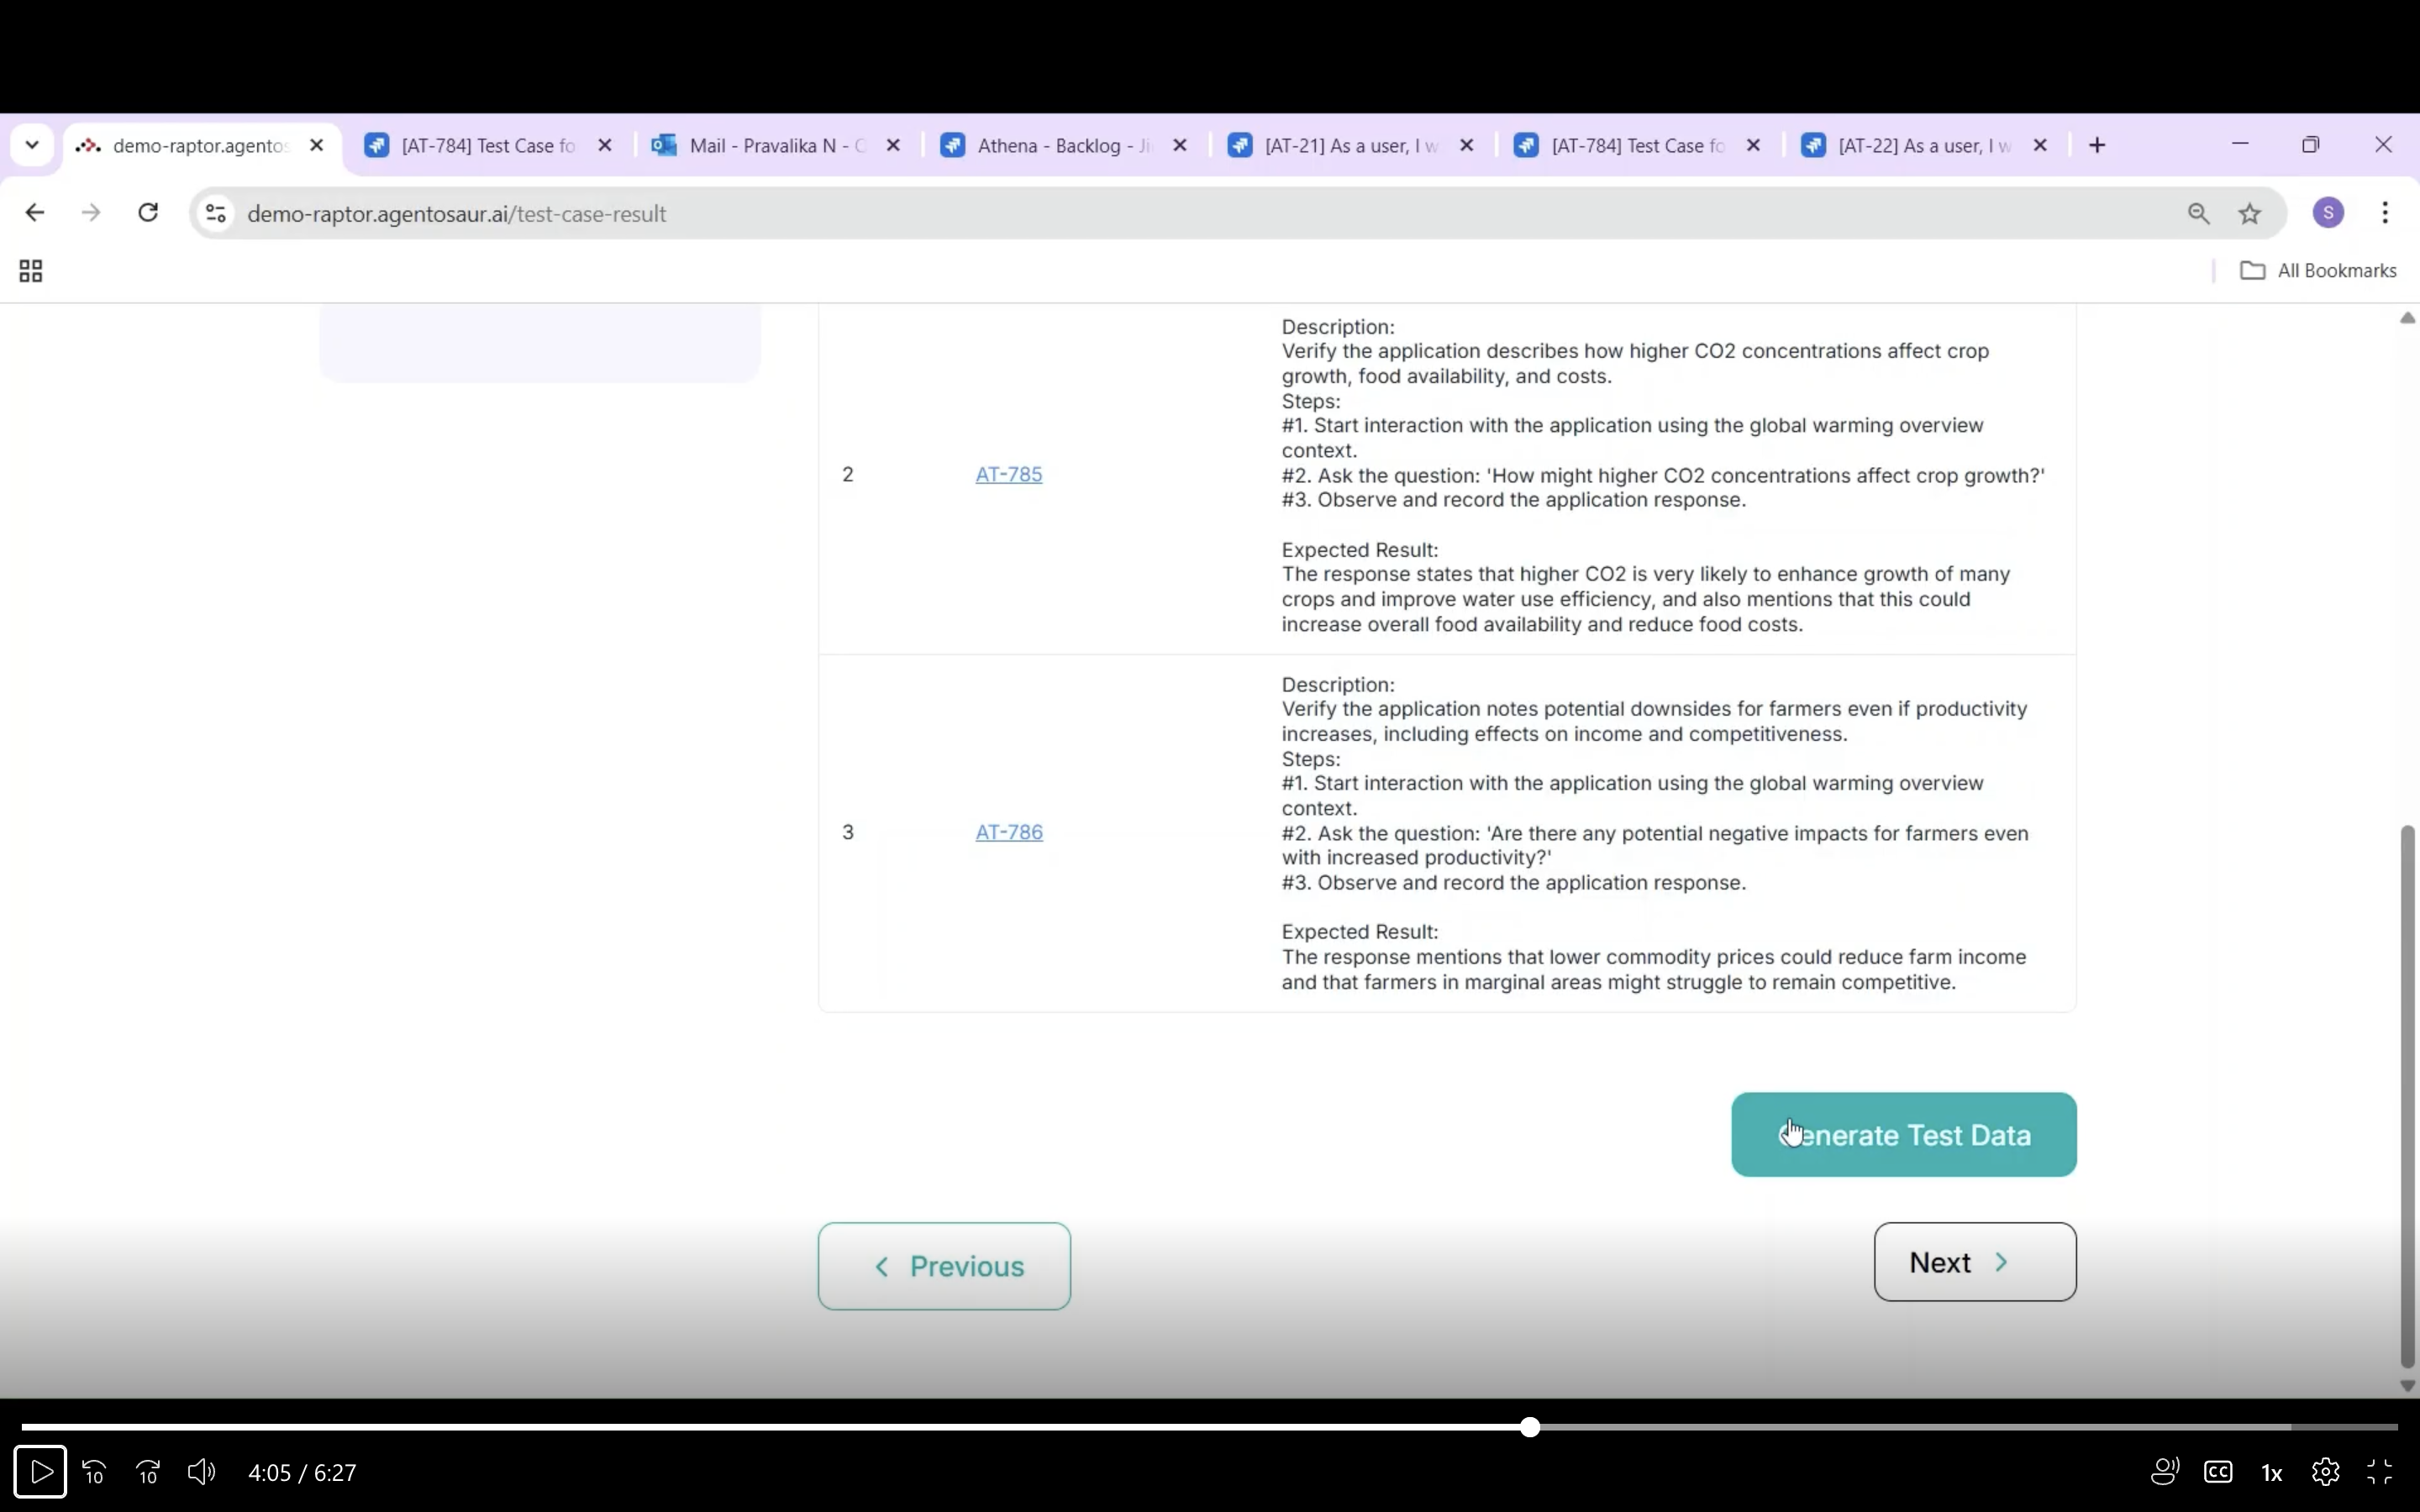 demo-raptor.agentos
[AT-784] Test Case fo
Mail - Pravalika N - C
Athena - Backlog - Ji
[AT-21] As a user, I w
[AT-784] Test Case fo
[AT-22] As a user, I w
demo-raptor.agentosaur.ai/test-case-result
S
All Bookmarks
2
AT-785
Description:
Verify the application describes how higher CO2 concentrations affect crop
growth, food availability, and costs.
Steps:
#1. Start interaction with the application using the global warming overview
context.
#2. Ask the question: 'How might higher CO2 concentrations affect crop growth?'
#3. Observe and record the application response.
Expected Result:
The response states that higher CO2 is very likely to enhance growth of many
crops and improve water use efficiency, and also mentions that this could
increase overall food availability and reduce food costs.
3
AT-786
Description:
Verify the application notes potential downsides for farmers even if productivity
increases, including effects on income and competitiveness.
Steps:
#1. Start interaction with the application using the global warming overview
context.
#2. Ask the question: 'Are there any potential negative impacts for farmers even
with increased productivity?'
#3. Observe and record the application response.
Expected Result:
The response mentions that lower commodity prices could reduce farm income
and that farmers in marginal areas might struggle to remain competitive.
Generate Test Data
Previous
Next
10
10
4:05 / 6:27
CC
1x